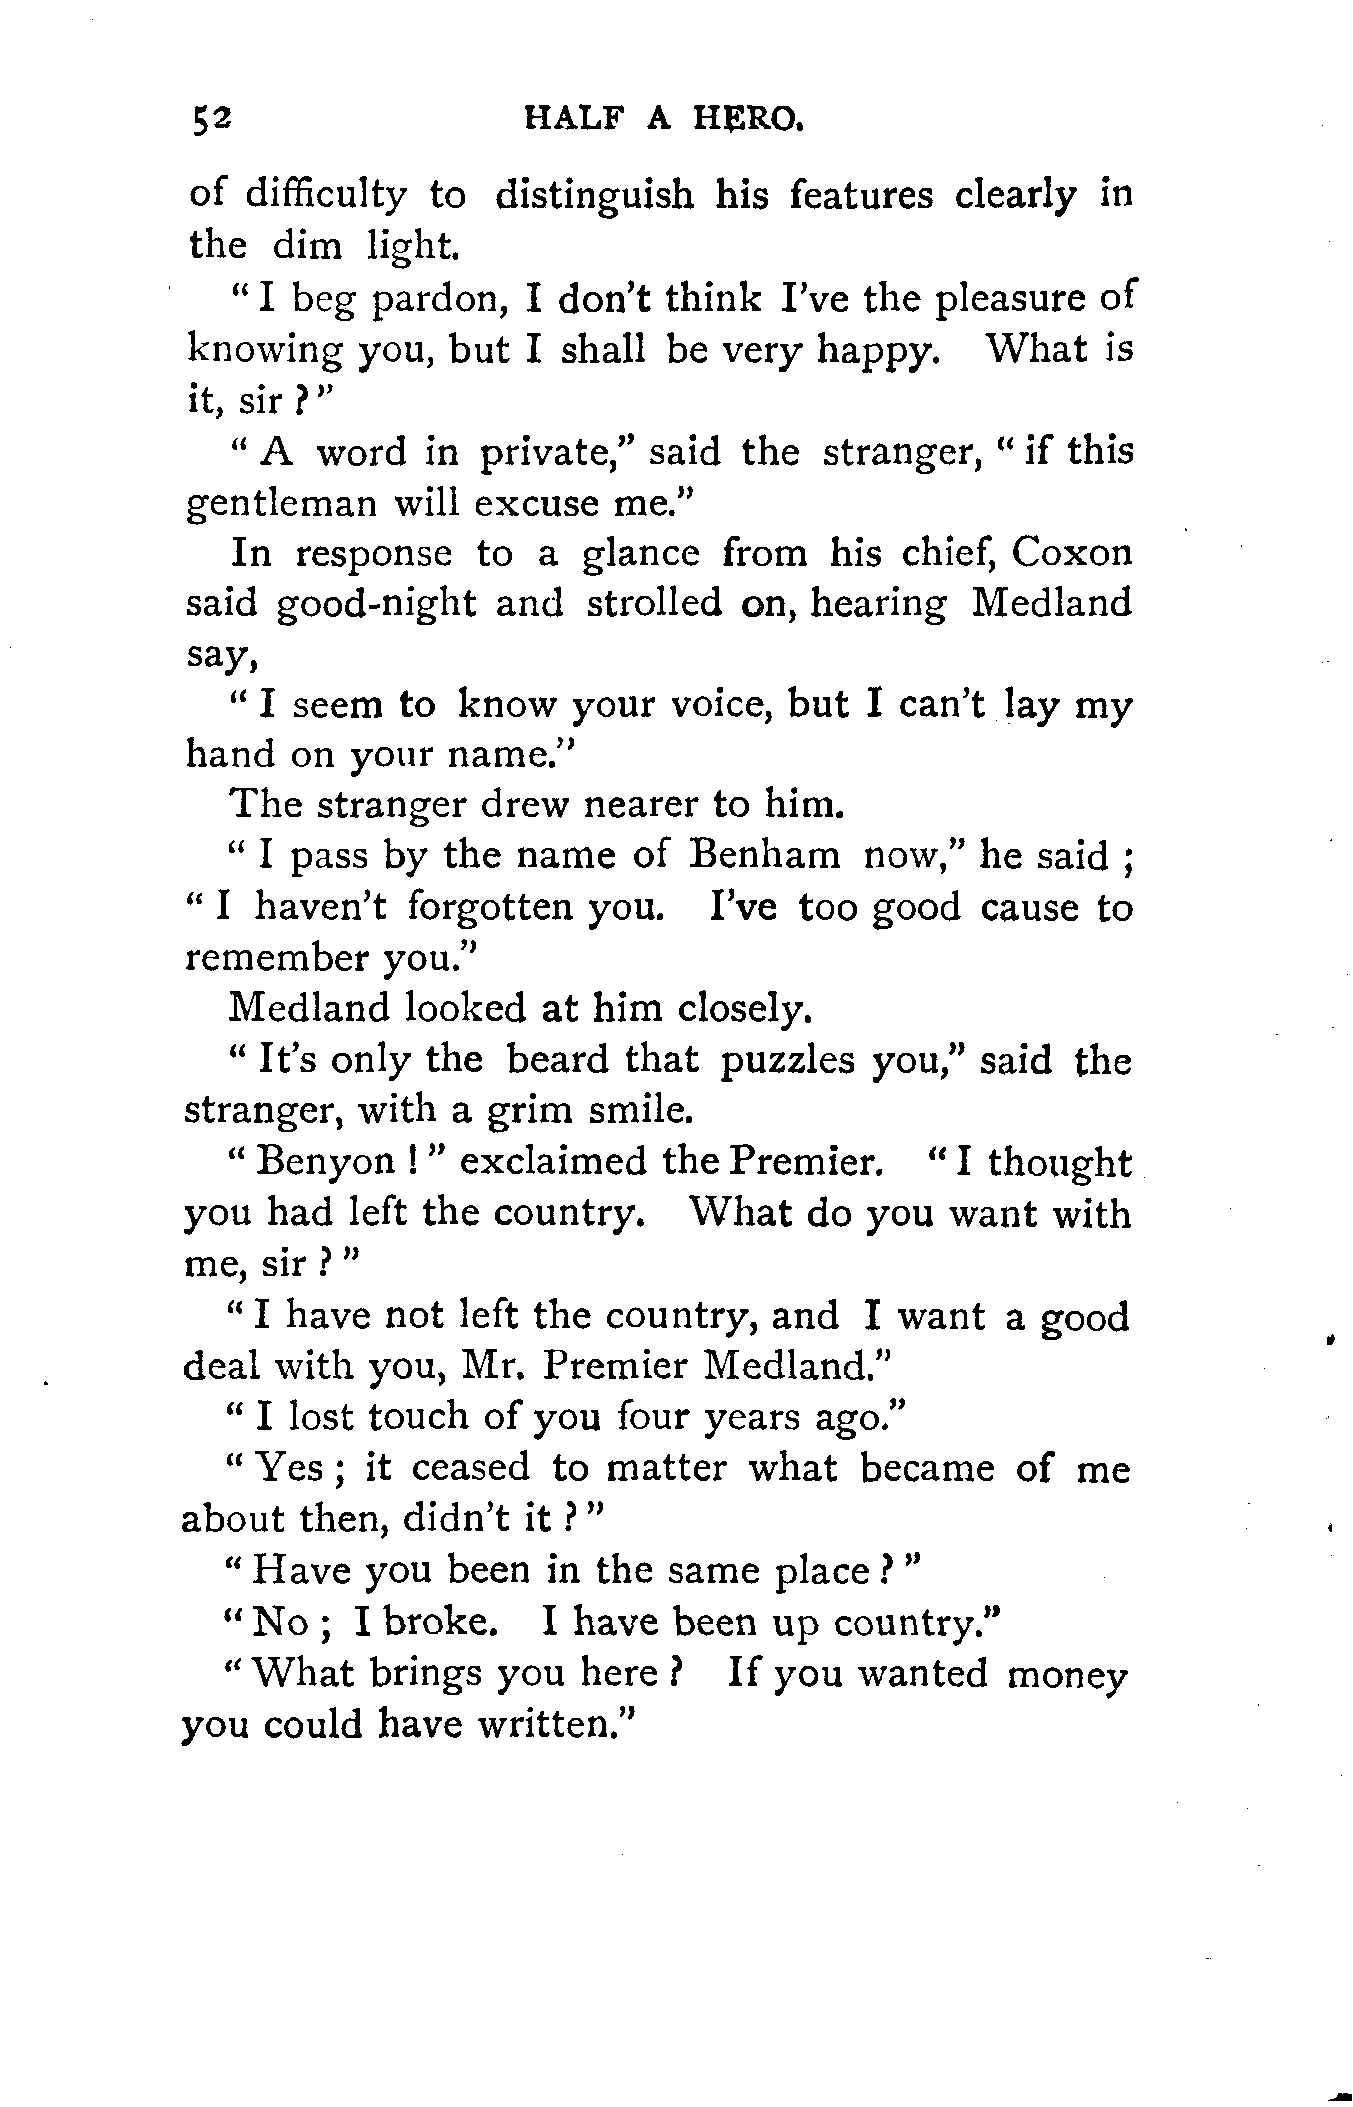 52 HALF A HERO.
of difficulty to distinguish his features clearly in
the dim light.
" I beg pardon, I don't think I've the pleasure of
knowing you, but I shall be very happy. What is
it, sir ? "
" A word in private," said the stranger, " if this
gentleman will excuse me."
In response to a glance from his chief, Coxon
said good-night and strolled on, hearing Medland
say,
" I seem to know your voice, but I can't lay my
hand on your name."
The stranger drew nearer to him.
" I pass by the name of Benham now," he said ;
" I haven't forgotten you. I've too good cause to
remember you."
Medland looked at him closely.
" It's only the beard that puzzles you," said the
stranger, with a grim smile.
" Benyon ! " exclaimed the Premier. " I thought
you had left the country. What do you want with
me, sir ? "
" I have not left the country, and I want a good
deal with you, Mr. Premier Medland."
" I lost touch of you four years ago."
" Yes ; it ceased to matter what became of me
about then, didn't it ? "
" Have you been in the same place ? "
" No ; I broke. I have been up country."
" What brings you here ? If you wanted money
you could have written."